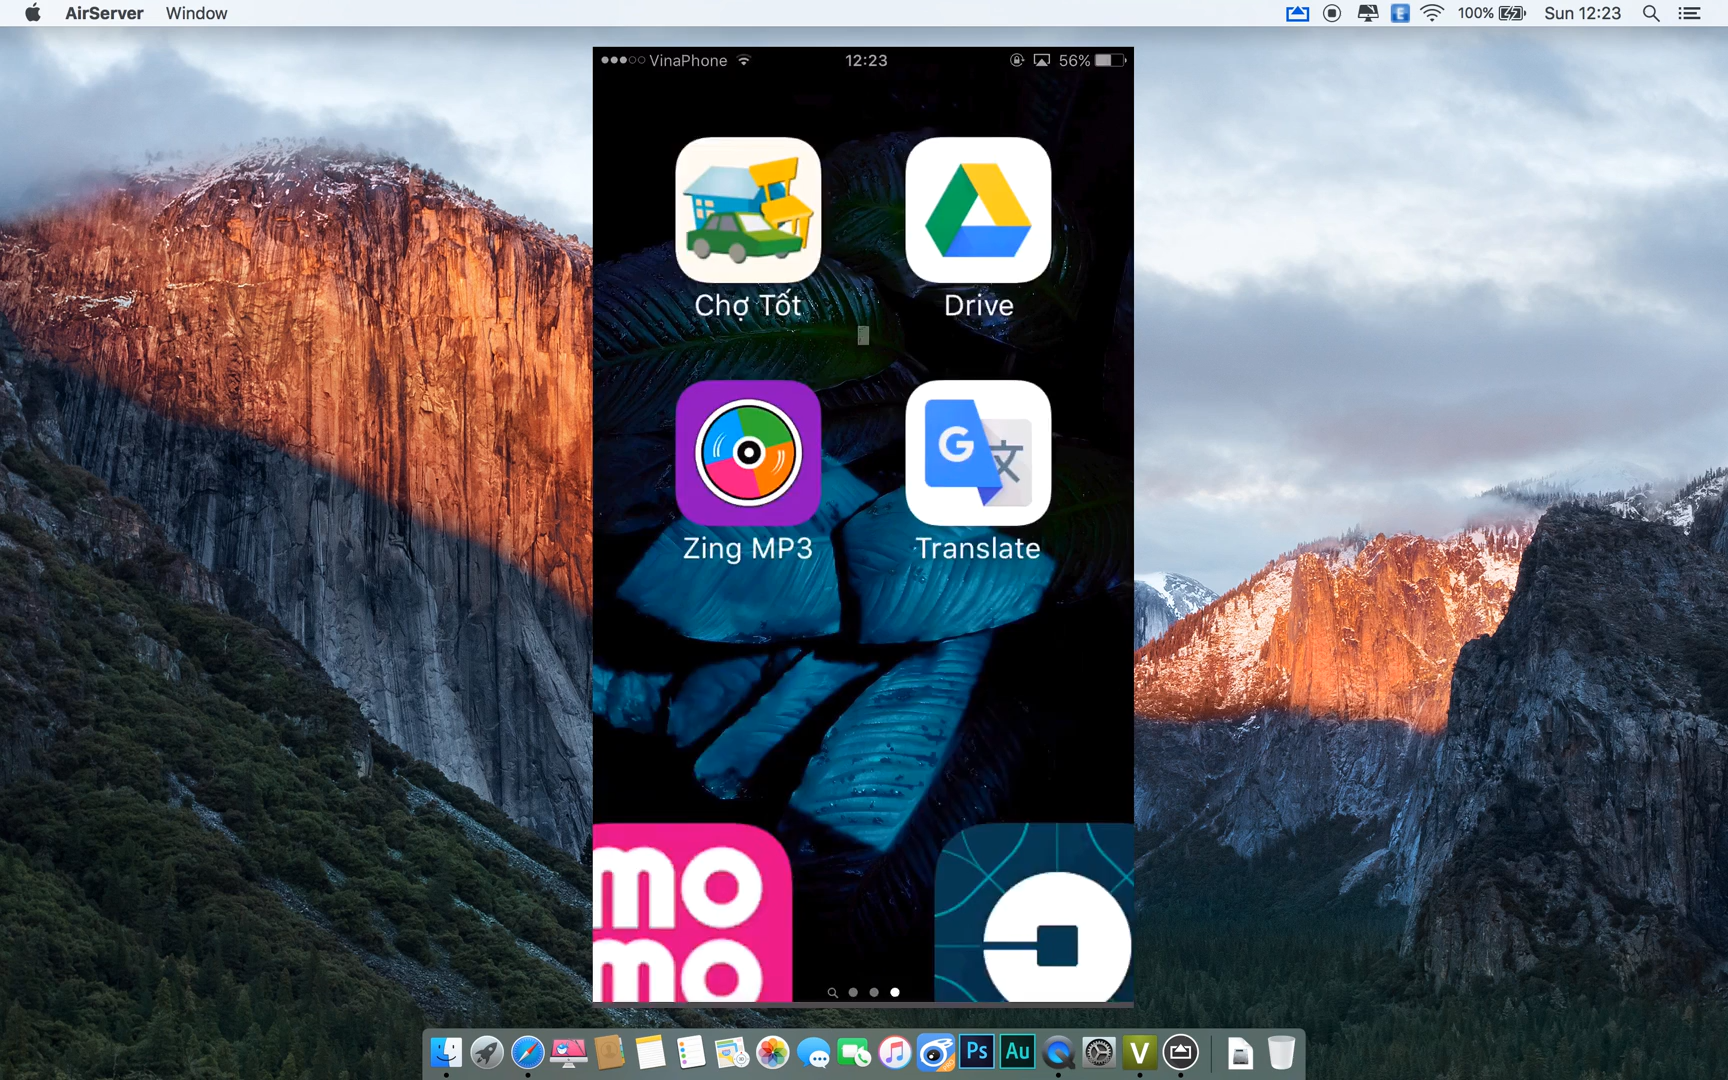 AirServer Window 100% Sun 12:23
VinaPhone 12:23 56%
Chợ Tốt Drive
Zing MP3 G 文 Translate
mo
mo
Ps Au V